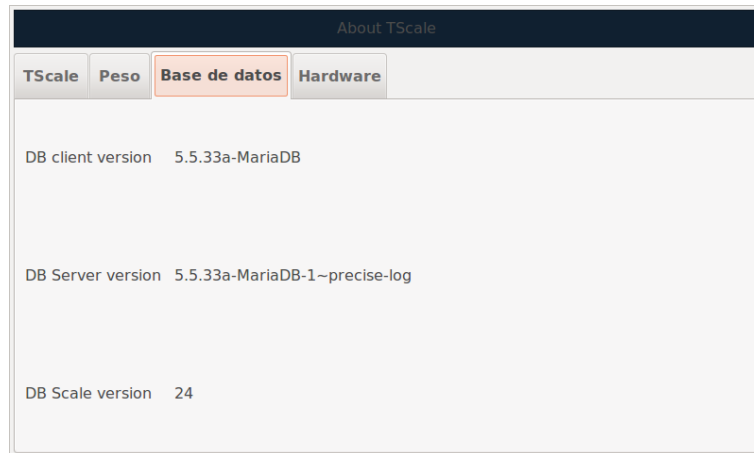 About TScale
TScale Peso Base de datos Hardware
DB client version 5.5.33a-MariaDB
DB Server version 5.5.33a-MariaDB-1~precise-log
DB Scale version 24